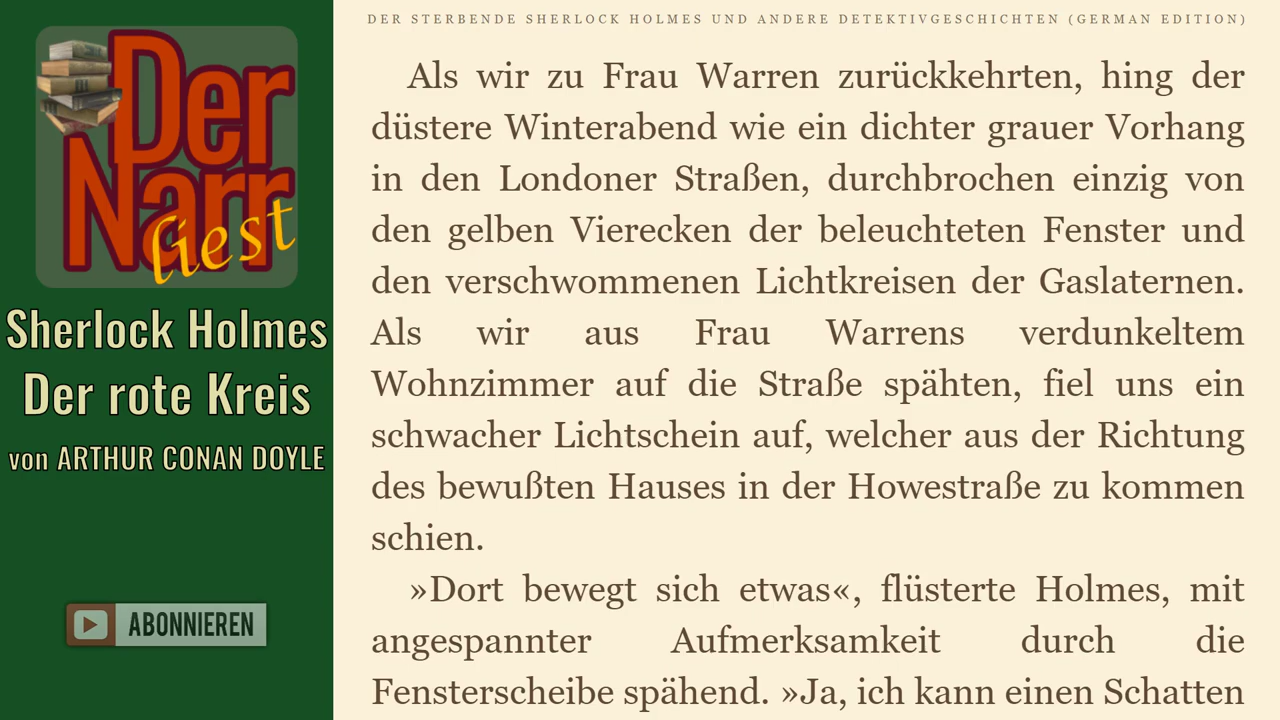 Der
Narr
liest
Sherlock Holmes
Der rote Kreis
von ARTHUR CONAN DOYLE
ABONNIEREN
DER STERBENDE SHERLOCK HOLMES UND ANDERE DETEKTIVGESCHICHTEN (GERMAN EDITION)
Als wir zu Frau Warren zurückkehrten, hing der
düstere Winterabend wie ein dichter grauer Vorhang
in den Londoner Straßen, durchbrochen einzig von
den gelben Vierecken der beleuchteten Fenster und
den verschwommenen Lichtkreisen der Gaslaternen.
Als wir aus Frau Warrens verdunkeltem
Wohnzimmer auf die Straße spähten, fiel uns ein
schwacher Lichtschein auf, welcher aus der Richtung
des bewußten Hauses in der Howestraße zu kommen
schien.
»Dort bewegt sich etwas«, flüsterte Holmes, mit
angespannter Aufmerksamkeit durch die
Fensterscheibe spähend. »Ja, ich kann einen Schatten